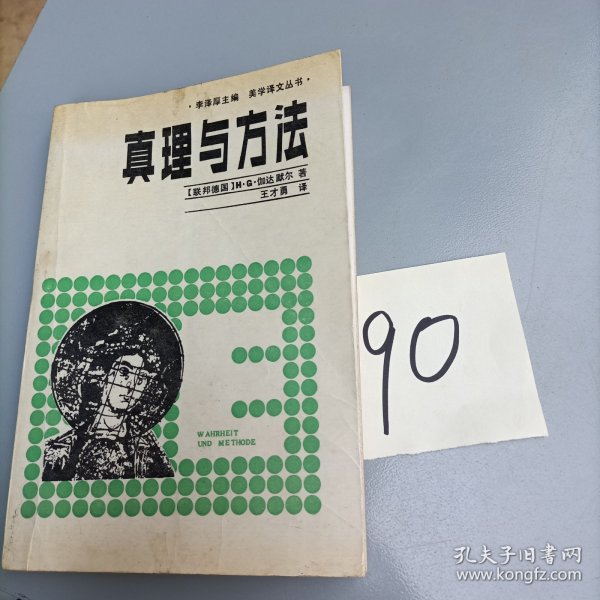 ·李泽厚主编 美学译文丛书·
真理与方法
【联邦德国】H·G·伽达默尔 著
王才勇 译
WAHRHEIT
UND METHODE
90
孔夫子旧书网
www.kongfz.com